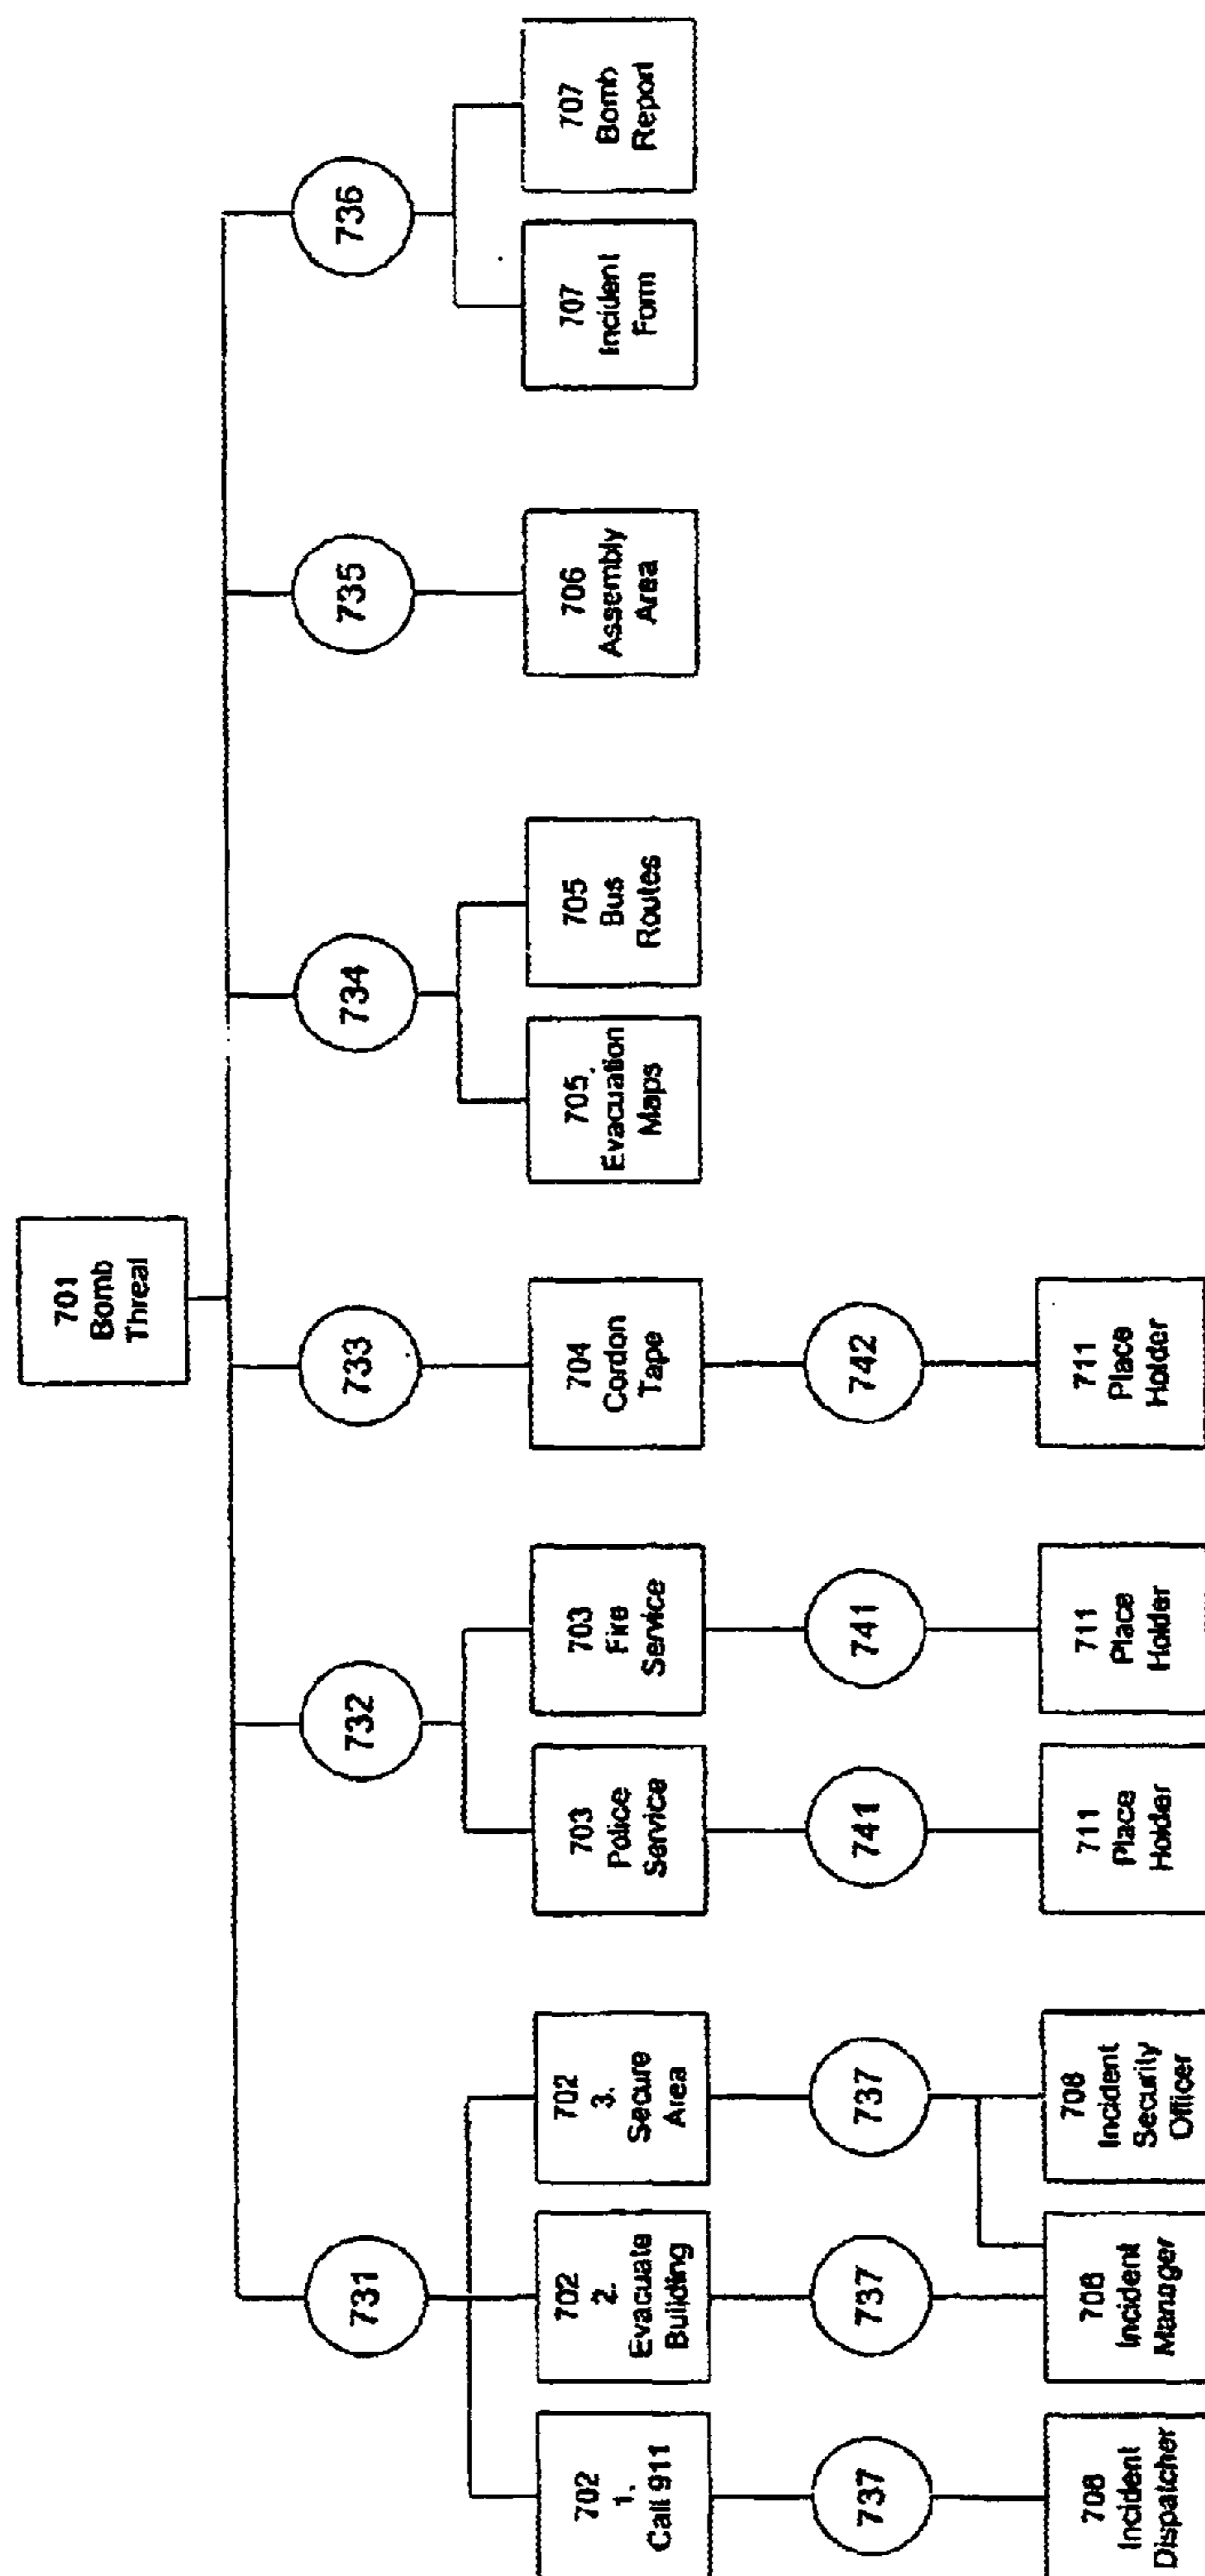 701
Bomb
Threat
731
732
733
734
735
736
702
1.
Call 911
702
2.
Evacuate
Building
702
3.
Secure
Area
703
Police
Service
703
Fire
Service
704
Cordon
Tape
705
Evacuation
Maps
705
Bus
Routes
706
Assembly
Area
707
Incident
Form
707
Bomb
Report
737
737
737
741
741
742
708
Incident
Dispatcher
708
Incident
Manager
708
Incident
Security
Officer
711
Place
Holder
711
Place
Holder
711
Place
Holder